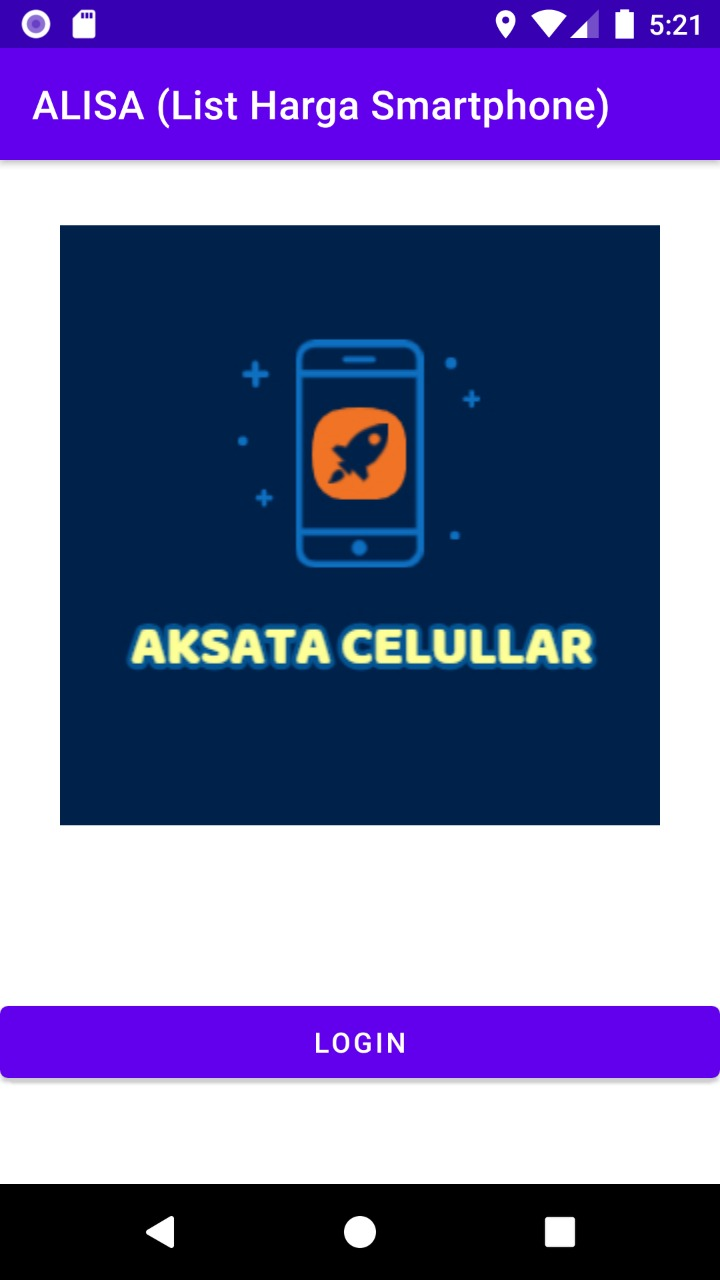 5:21
ALISA (List Harga Smartphone)
AKSATA CELULLAR
LOGIN